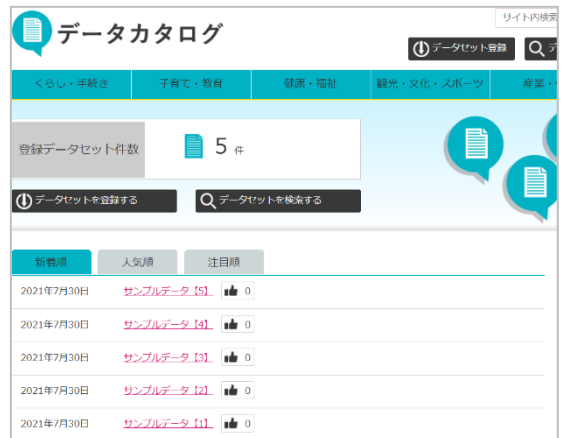 データカタログ
サイト内検索
データセット登録
くらし・手続き 子育て・教育 健康・福祉 観光・文化・スポーツ 産業・
登録データセット件数 5 件
データセットを登録する データセットを検索する
新着順 人気順 注目順
2021年7月30日 サンプルデータ【5】 0
2021年7月30日 サンプルデータ【4】 0
2021年7月30日 サンプルデータ【3】 0
2021年7月30日 サンプルデータ【2】 0
2021年7月30日 サンプルデータ【1】 0